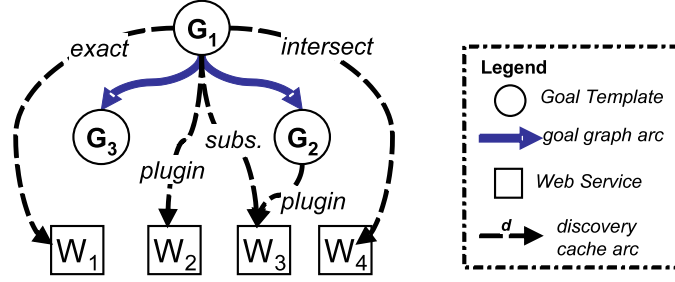 G1
exact
intersect
G3
subs.
G2
plugin
plugin
W1
W2
W3
W4
Legend
Goal Template
goal graph arc
Web Service
d
discovery
cache arc